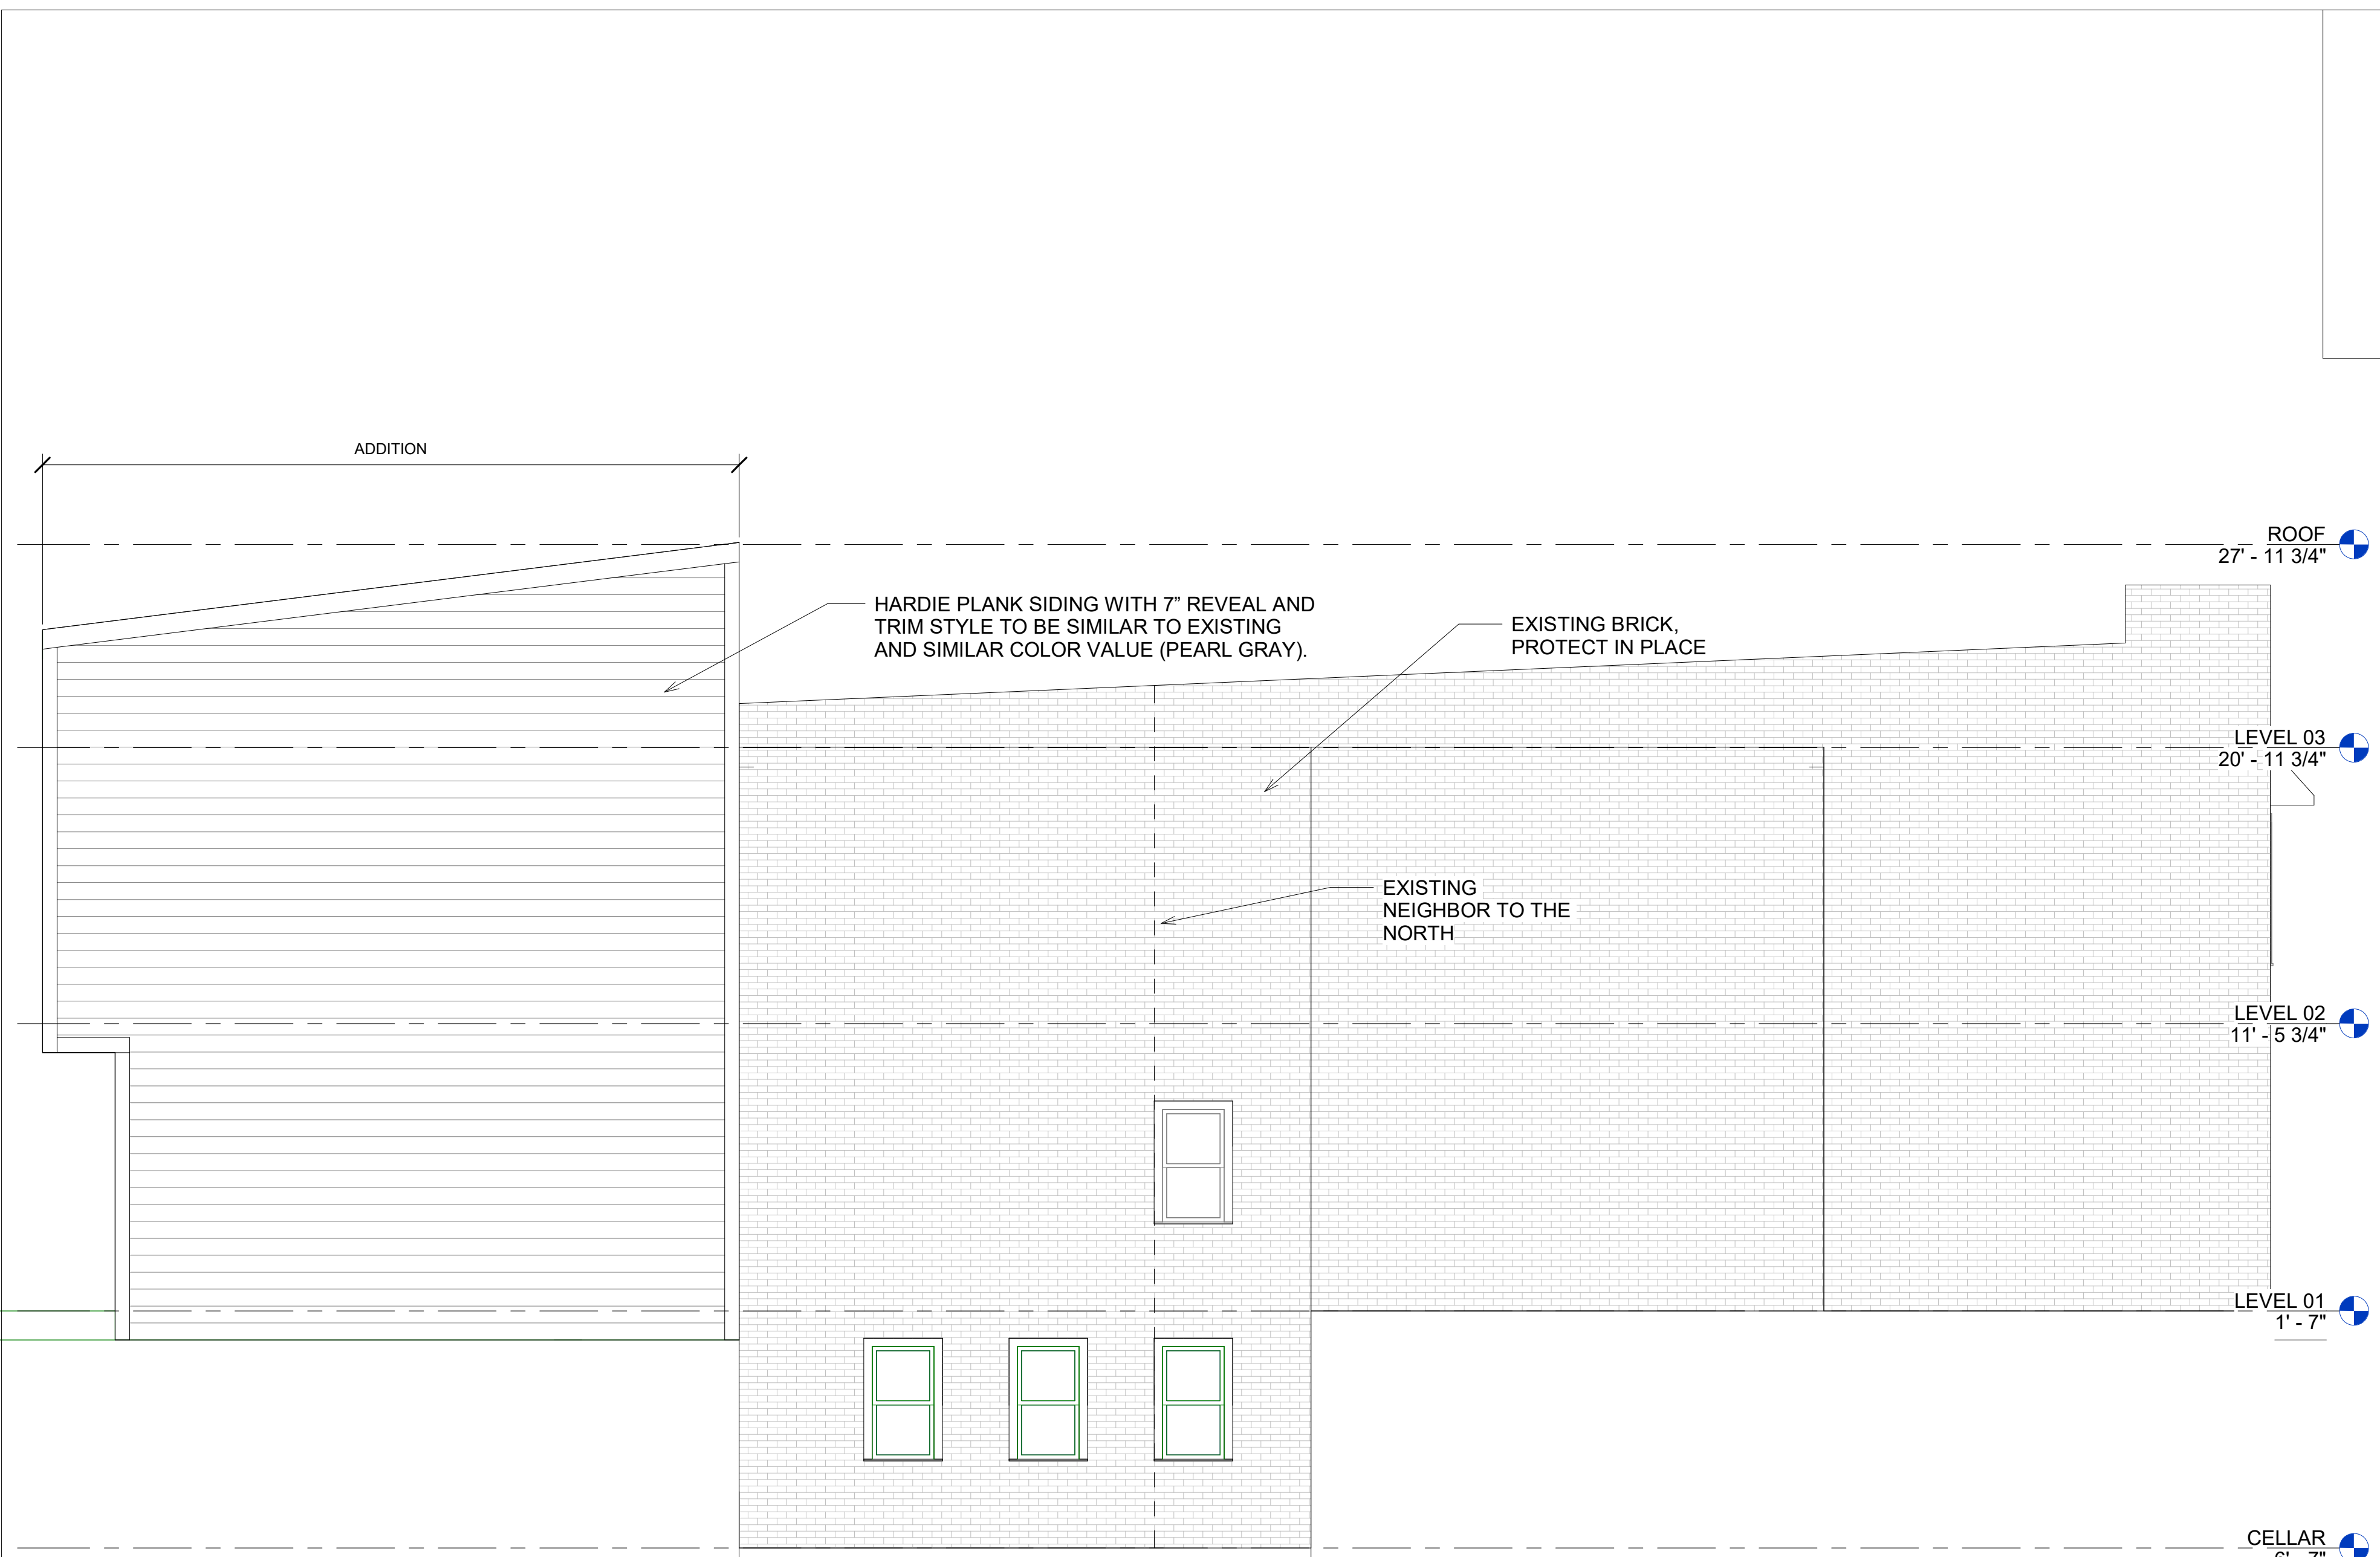 ADDITION
ROOF
27' - 11 3/4"
HARDIE PLANK SIDING WITH 7” REVEAL AND
TRIM STYLE TO BE SIMILAR TO EXISTING
AND SIMILAR COLOR VALUE (PEARL GRAY).
EXISTING BRICK,
PROTECT IN PLACE
LEVEL 03
20' - 11 3/4"
EXISTING
NEIGHBOR TO THE
NORTH
LEVEL 02
11' - 5 3/4"
LEVEL 01
1' - 7"
CELLAR